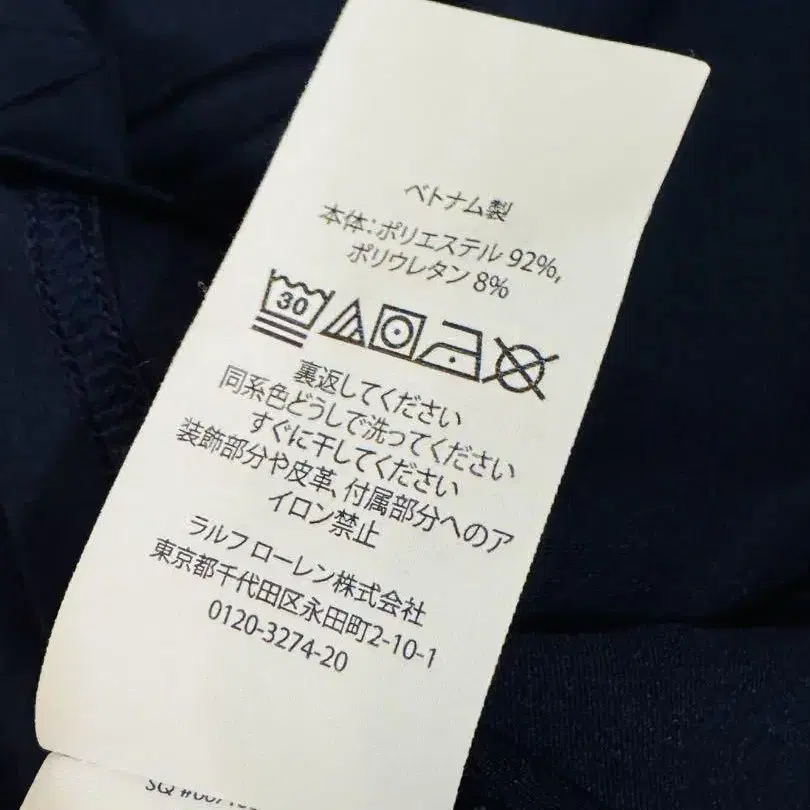 ベトナム製
本体:ポリエステル 92%,
ポリウレタン 8%
30
裏返してください
同系色どうしで洗ってください
すぐに干してください
装飾部分や皮革、付属部分へのア
イロン禁止
ラルフ ローレン株式会社
東京都千代田区永田町2-10-1
0120-3274-20